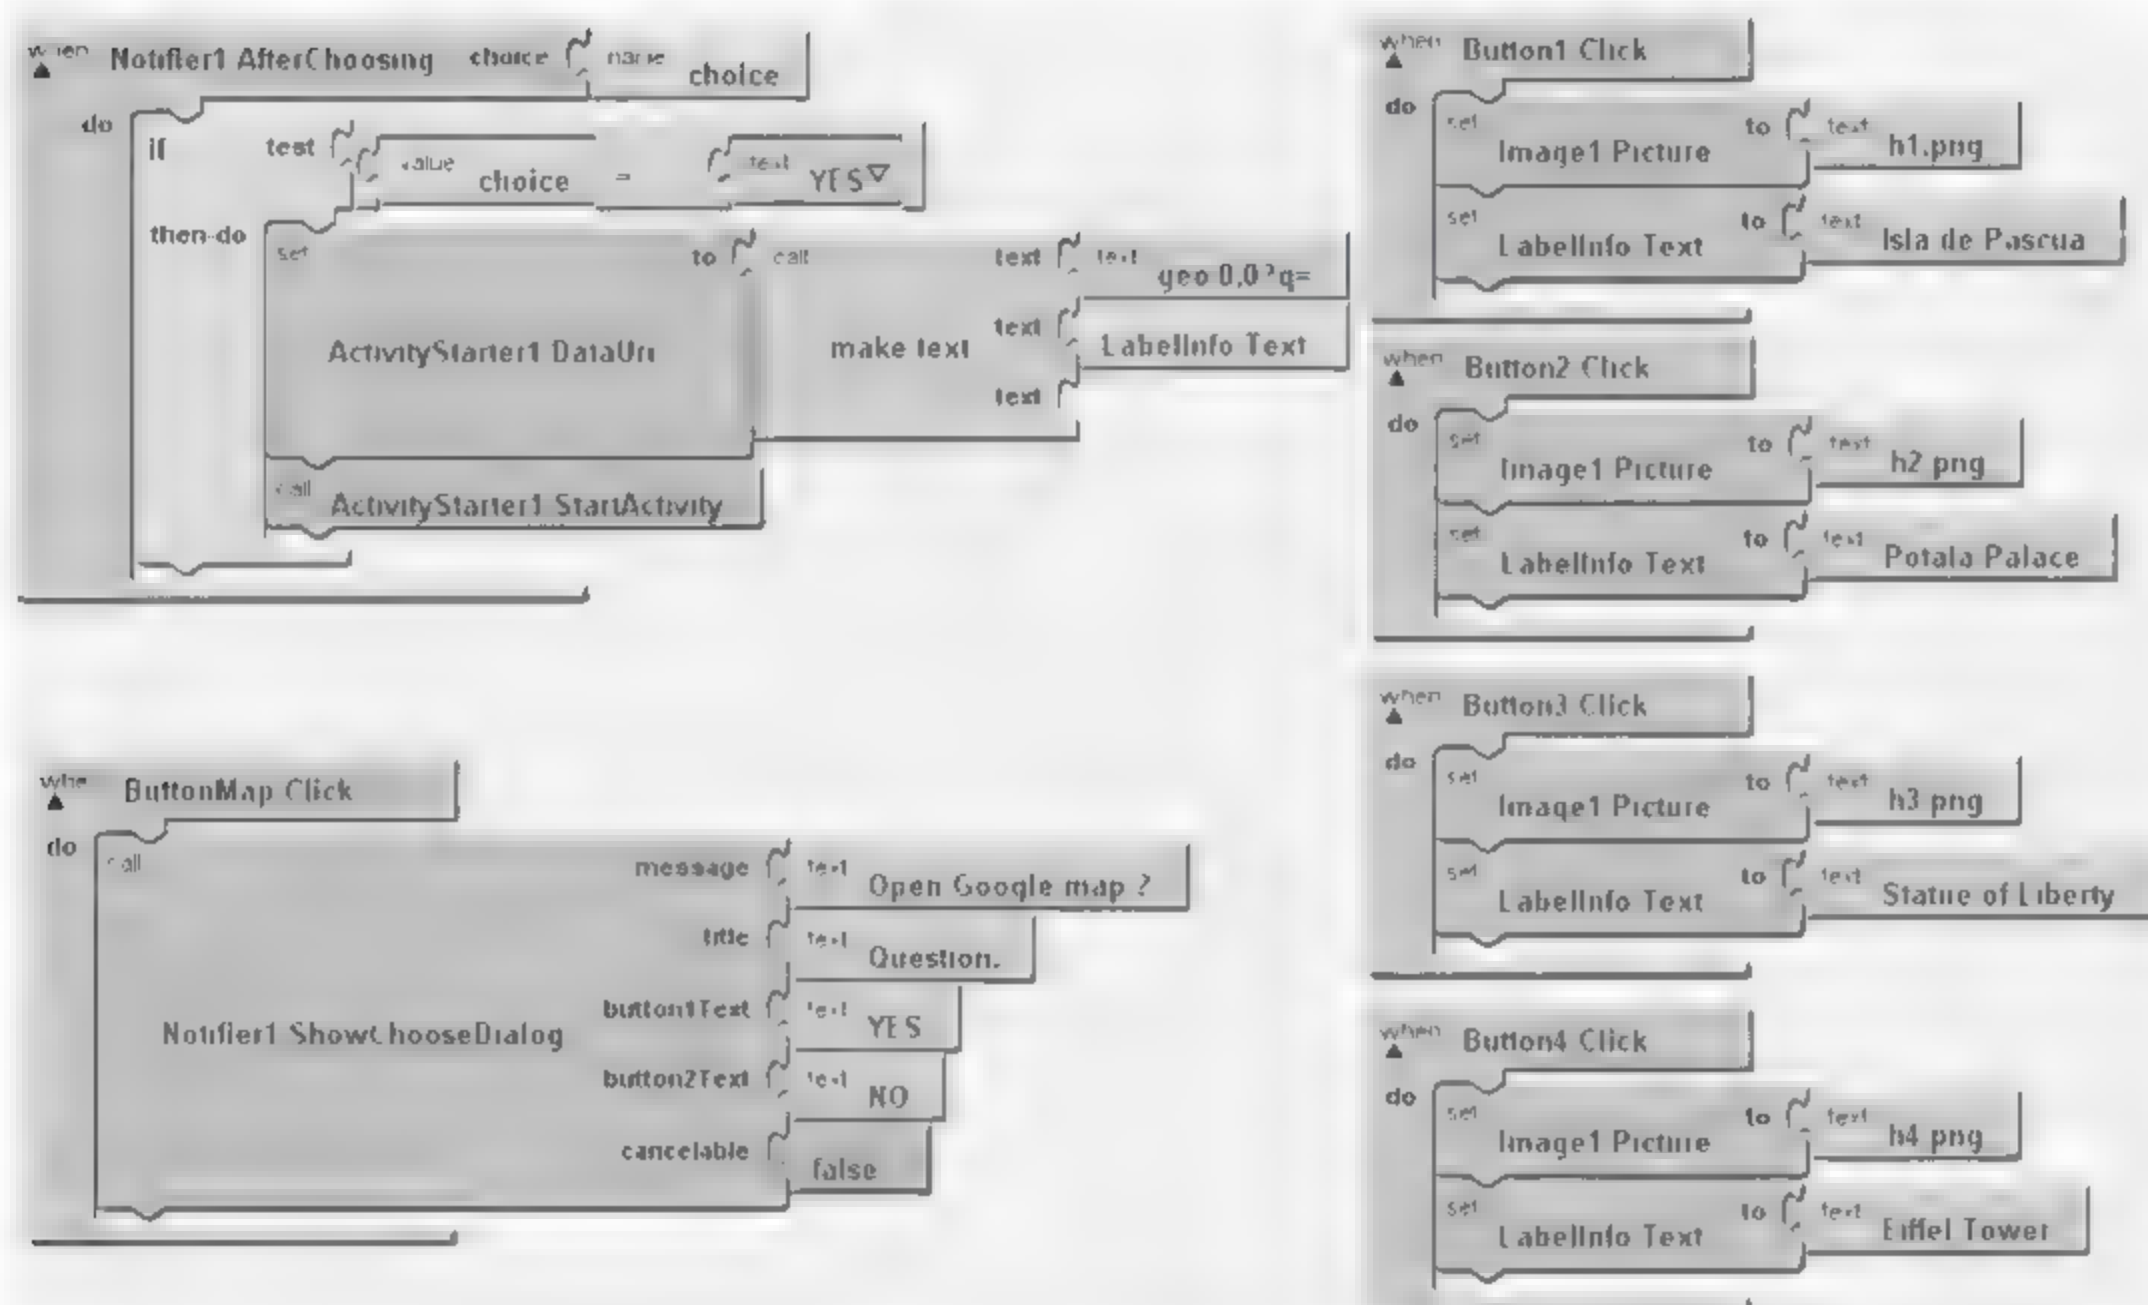 when Notifier1 AfterChoosing choice name choice
do if test value choice = text YES
then-do set ActivityStarter1 DataUri to call make text text text geo 0,0?q=
text LabelInfo Text
text
call ActivityStarter1 StartActivity
when ButtonMap Click
do call Notifier1 ShowChooseDialog message text Open Google map ?
title text Question.
button1Text text YES
button2Text text NO
cancelable false
when Button1 Click
do set Image1 Picture to text h1.png
set LabelInfo Text to text Isla de Pascua
when Button2 Click
do set Image1 Picture to text h2 png
set LabelInfo Text to text Potala Palace
when Button3 Click
do set Image1 Picture to text h3 png
set LabelInfo Text to text Statue of Liberty
when Button4 Click
do set Image1 Picture to text h4 png
set LabelInfo Text to text Eiffel Tower